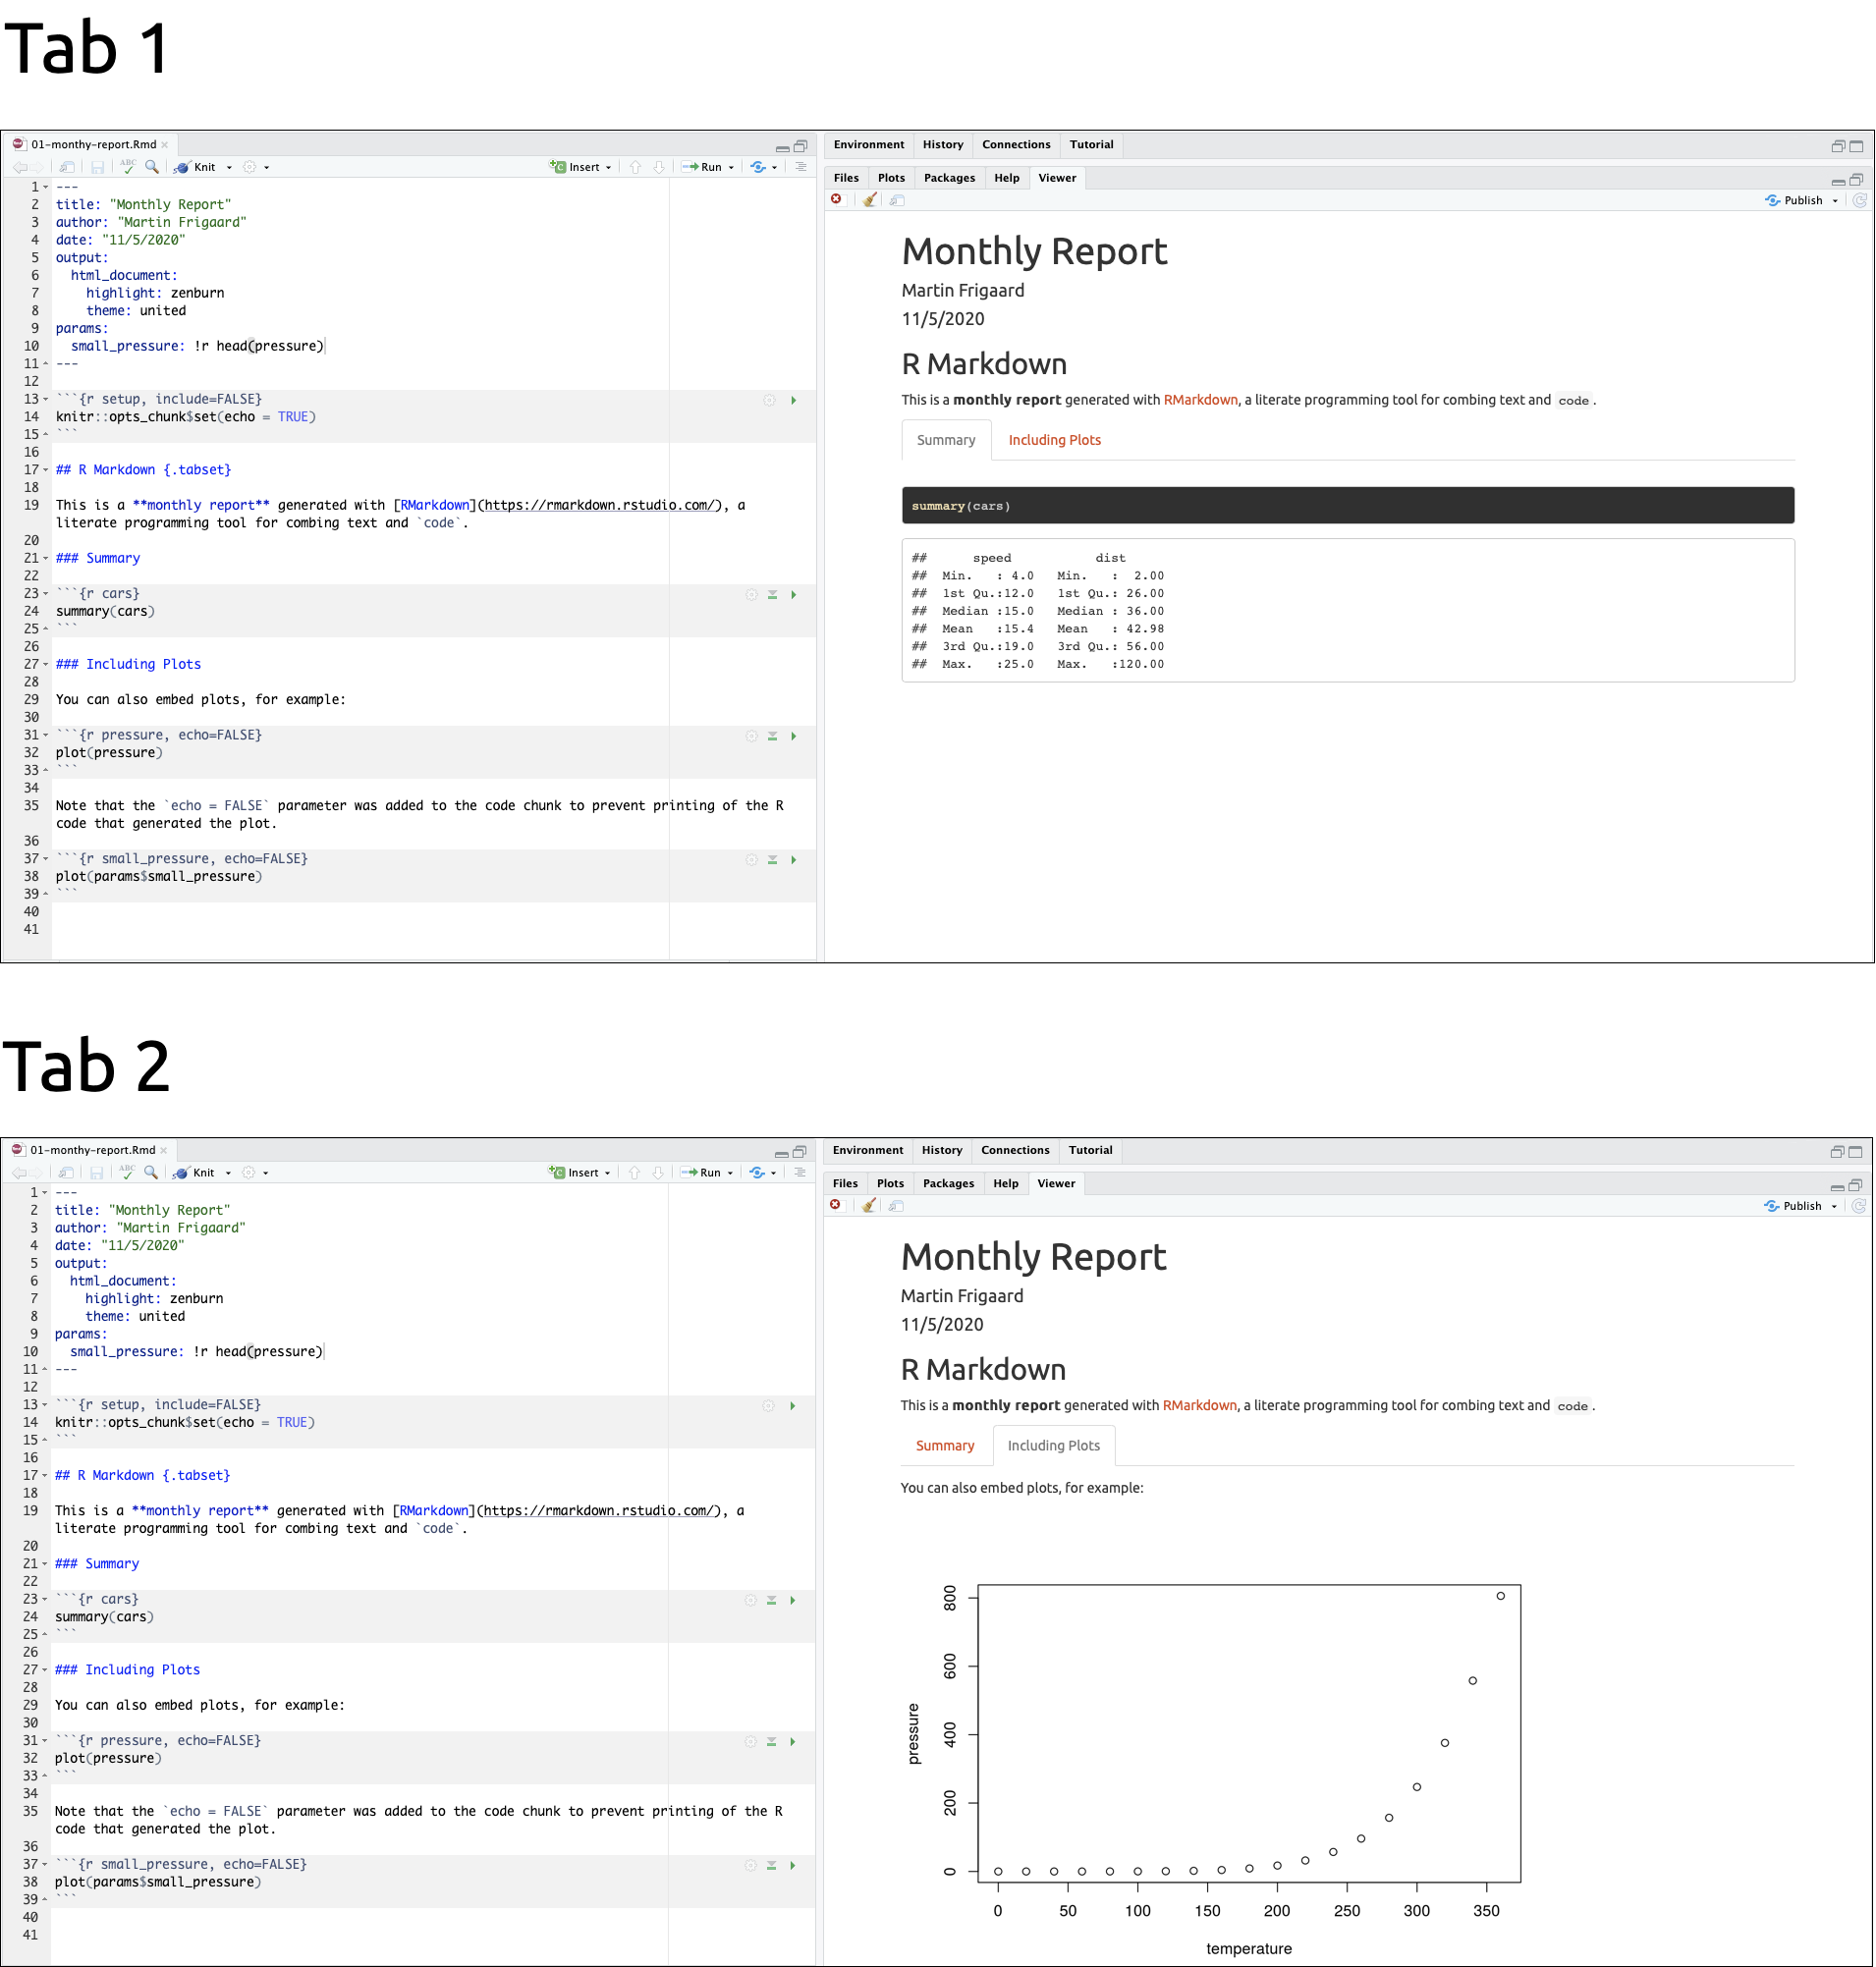 Tab 1
01-monthy-report.Rmd
Environment History Connections Tutorial
ABC Knit Insert Run
Files Plots Packages Help Viewer
Publish
1 ---
2 title: "Monthly Report"
3 author: "Martin Frigaard"
4 date: "11/5/2020"
5 output:
6 html_document:
7 highlight: zenburn
8 theme: united
9 params:
10 small_pressure: !r head(pressure)
11 ---
12
13 ```{r setup, include=FALSE}
14 knitr::opts_chunk$set(echo = TRUE)
15 ```
16
17 ## R Markdown {.tabset}
18
19 This is a **monthly report** generated with [RMarkdown](https://rmarkdown.rstudio.com/), a
literate programming tool for combing text and `code`.
20
21 ### Summary
22
23 ```{r cars}
24 summary(cars)
25 ```
26
27 ### Including Plots
28
29 You can also embed plots, for example:
30
31 ```{r pressure, echo=FALSE}
32 plot(pressure)
33 ```
34
35 Note that the `echo = FALSE` parameter was added to the code chunk to prevent printing of the R
code that generated the plot.
36
37 ```{r small_pressure, echo=FALSE}
38 plot(params$small_pressure)
39 ```
40
41
Monthly Report
Martin Frigaard
11/5/2020
R Markdown
This is a monthly report generated with RMarkdown, a literate programming tool for combing text and code.
Summary Including Plots
summary(cars)
## speed dist
## Min. : 4.0 Min. : 2.00
## 1st Qu.:12.0 1st Qu.: 26.00
## Median :15.0 Median : 36.00
## Mean :15.4 Mean : 42.98
## 3rd Qu.:19.0 3rd Qu.: 56.00
## Max. :25.0 Max. :120.00
Tab 2
01-monthy-report.Rmd
Environment History Connections Tutorial
ABC Knit Insert Run
Files Plots Packages Help Viewer
Publish
1 ---
2 title: "Monthly Report"
3 author: "Martin Frigaard"
4 date: "11/5/2020"
5 output:
6 html_document:
7 highlight: zenburn
8 theme: united
9 params:
10 small_pressure: !r head(pressure)
11 ---
12
13 ```{r setup, include=FALSE}
14 knitr::opts_chunk$set(echo = TRUE)
15 ```
16
17 ## R Markdown {.tabset}
18
19 This is a **monthly report** generated with [RMarkdown](https://rmarkdown.rstudio.com/), a
literate programming tool for combing text and `code`.
20
21 ### Summary
22
23 ```{r cars}
24 summary(cars)
25 ```
26
27 ### Including Plots
28
29 You can also embed plots, for example:
30
31 ```{r pressure, echo=FALSE}
32 plot(pressure)
33 ```
34
35 Note that the `echo = FALSE` parameter was added to the code chunk to prevent printing of the R
code that generated the plot.
36
37 ```{r small_pressure, echo=FALSE}
38 plot(params$small_pressure)
39 ```
40
41
Monthly Report
Martin Frigaard
11/5/2020
R Markdown
This is a monthly report generated with RMarkdown, a literate programming tool for combing text and code.
Summary Including Plots
You can also embed plots, for example:
800
600
400
200
0
pressure
0 50 100 150 200 250 300 350
temperature